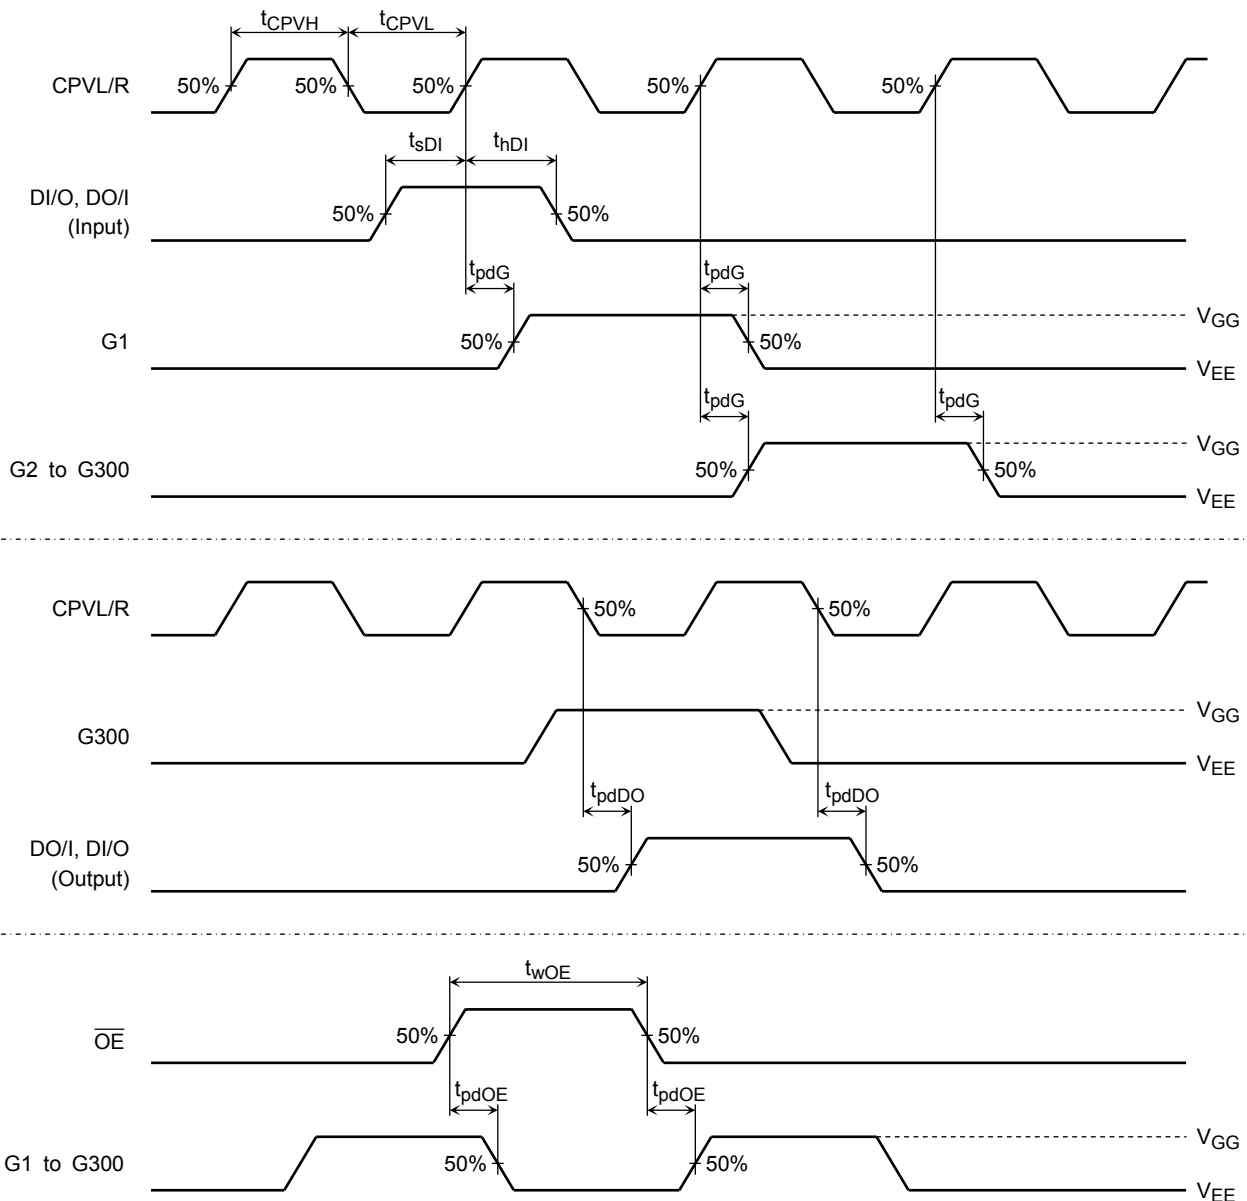 tCPVH tCPVL
CPVL/R 50% 50% 50% 50% 50%
tsDI thDI
DI/O, DO/I
(Input)
50% 50%
tpdG tpdG
VGG
G1 50% 50%
VEE
tpdG tpdG
VGG
G2 to G300 50% 50%
VEE
CPVL/R 50% 50%
VGG
G300
VEE
tpdDO tpdDO
DO/I, DI/O
(Output)
50% 50%
twOE
OE 50% 50%
tpdOE tpdOE
VGG
G1 to G300 50% 50%
VEE